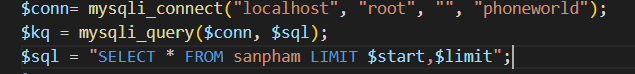 $conn= mysqli_connect("localhost", "root", "", "phoneworld");
$kq = mysqli_query($conn, $sql);
$sql = "SELECT * FROM sanpham LIMIT $start,$limit";